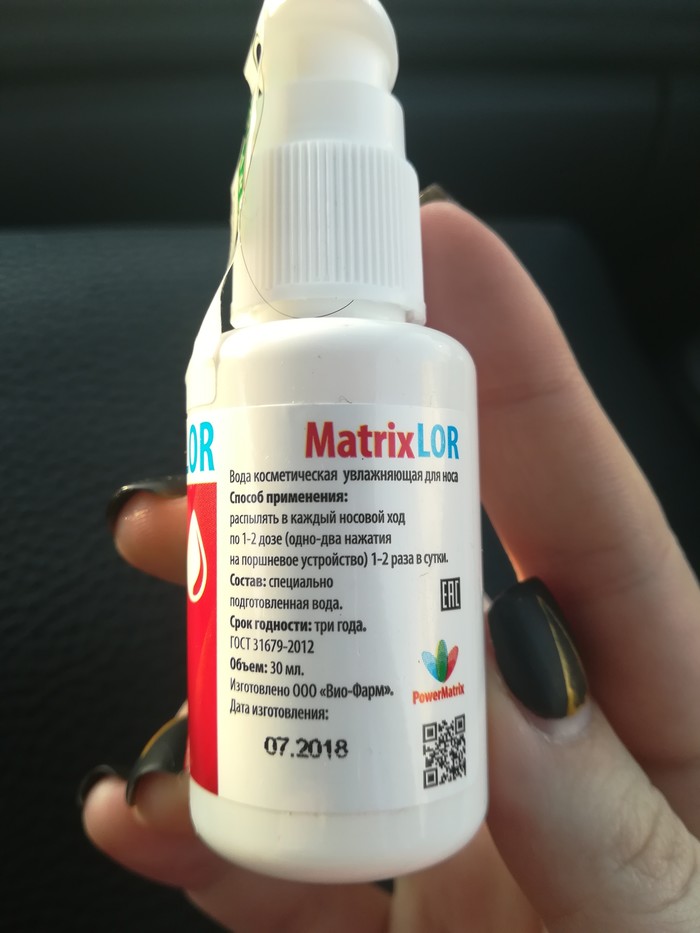 LOR
MatrixLOR
Вода косметическая увлажняющая для носа
Способ применения:
распылять в каждый носовой ход
по 1-2 дозе (одно-два нажатия
на поршневое устройство) 1-2 раза в сутки.
Состав: специально
подготовленная вода.
EAC
Срок годности: три года.
ГОСТ 31679-2012
Объем: 30 мл.
Изготовлено ООО «Вио-Фарм».
PowerMatrix
Дата изготовления:
07.2018